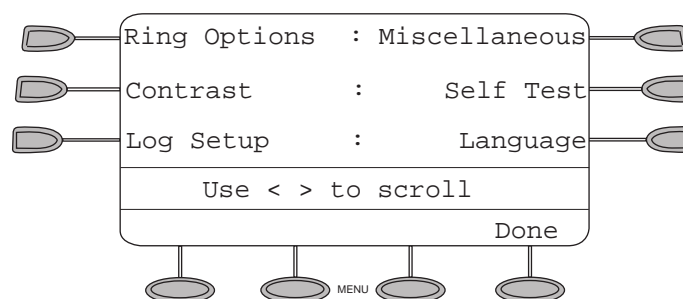 Ring Options : Miscellaneous
Contrast : Self Test
Log Setup : Language
Use < > to scroll
Done
MENU